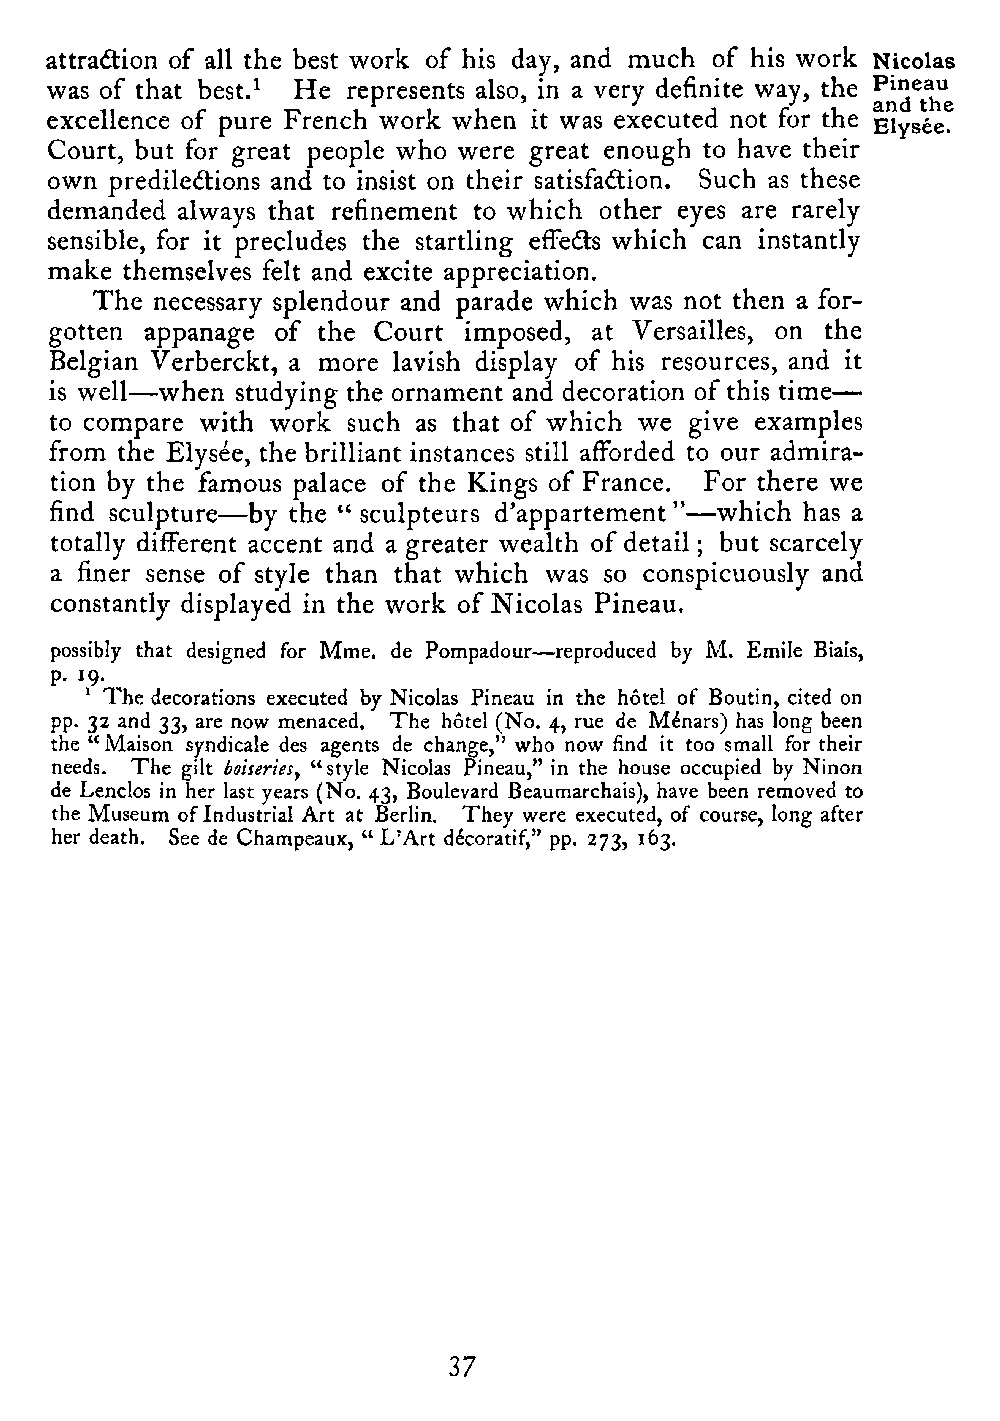 attraction of all the best work of his day, and much of his work
was of that best.¹ He represents also, in a very definite way, the
excellence of pure French work when it was executed not for the
Court, but for great people who were great enough to have their
own predilections and to insist on their satisfaction. Such as these
demanded always that refinement to which other eyes are rarely
sensible, for it precludes the startling effects which can instantly
make themselves felt and excite appreciation.
Nicolas
Pineau
and the
Elysée.
The necessary splendour and parade which was not then a for-
gotten appanage of the Court imposed, at Versailles, on the
Belgian Verberckt, a more lavish display of his resources, and it
is well—when studying the ornament and decoration of this time—
to compare with work such as that of which we give examples
from the Elysée, the brilliant instances still afforded to our admira-
tion by the famous palace of the Kings of France. For there we
find sculpture—by the “ sculpteurs d'appartement ”—which has a
totally different accent and a greater wealth of detail ; but scarcely
a finer sense of style than that which was so conspicuously and
constantly displayed in the work of Nicolas Pineau.
possibly that designed for Mme. de Pompadour—reproduced by M. Emile Biais,
p. 19.
¹ The decorations executed by Nicolas Pineau in the hôtel of Boutin, cited on
pp. 32 and 33, are now menaced. The hôtel (No. 4, rue de Ménars) has long been
the “ Maison syndicale des agents de change,” who now find it too small for their
needs. The gilt boiseries, “style Nicolas Pineau,” in the house occupied by Ninon
de Lenclos in her last years (No. 43, Boulevard Beaumarchais), have been removed to
the Museum of Industrial Art at Berlin. They were executed, of course, long after
her death. See de Champeaux, “ L'Art décoratif,” pp. 273, 163.
37